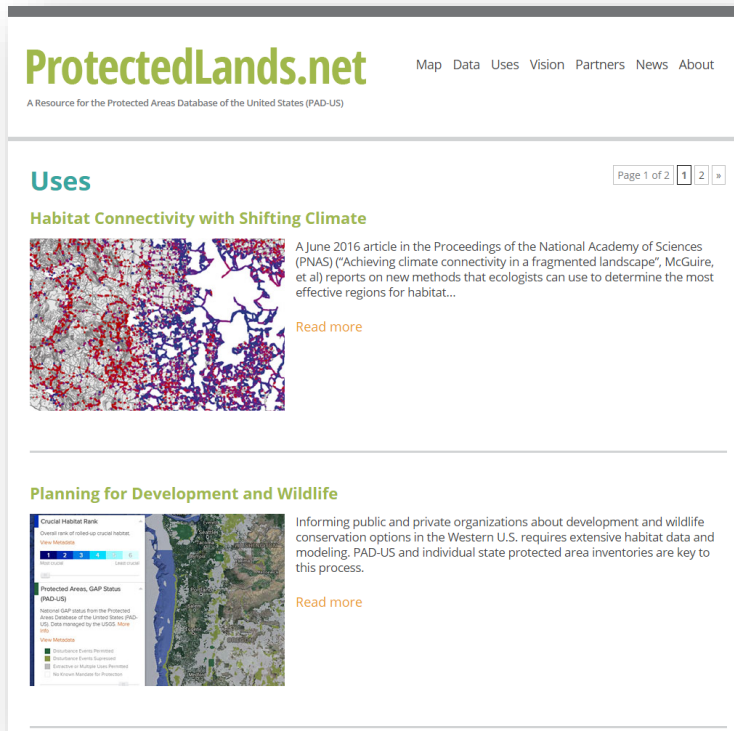 ProtectedLands.net
Map Data Uses Vision Partners News About
A Resource for the Protected Areas Database of the United States (PAD-US)
Uses
Page 1 of 2 1 2 »
Habitat Connectivity with Shifting Climate
A June 2016 article in the Proceedings of the National Academy of Sciences
(PNAS) (“Achieving climate connectivity in a fragmented landscape”, McGuire,
et al) reports on new methods that ecologists can use to determine the most
effective regions for habitat...
Read more
Planning for Development and Wildlife
Crucial Habitat Rank
Overall rank of rolled-up crucial habitat.
View Metadata
1 2 3 4 6
Most crucial Least crucial
Protected Areas, GAP Status
(PAD-US)
National GAP status from the Protected
Areas Database of the United States (PAD-
US). Data managed by the USGS. More
Info
View Metadata
Disturbance Events Permitted
Disturbance Events Supressed
Extractive or Multiple Uses Permitted
No Known Mandate for Protection
Informing public and private organizations about development and wildlife
conservation options in the Western U.S. requires extensive habitat data and
modeling. PAD-US and individual state protected area inventories are key to
this process.
Read more